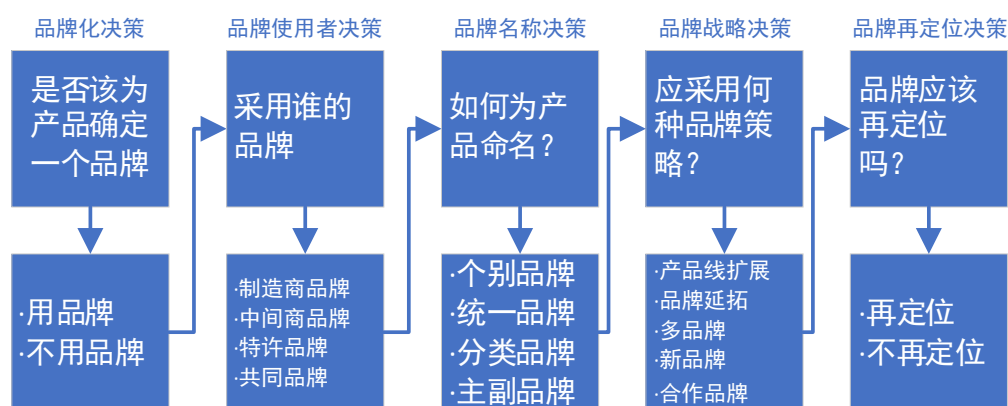 品牌化决策
品牌使用者决策
品牌名称决策
品牌战略决策
品牌再定位决策
是否该为
产品确定
一个品牌
采用谁的
品牌
如何为产
品命名？
应采用何
种品牌策
略？
品牌应该
再定位
吗？
·用品牌
·不用品牌
·制造商品牌
·中间商品牌
·特许品牌
·共同品牌
·个别品牌
·统一品牌
·分类品牌
·主副品牌
·产品线扩展
·品牌延拓
·多品牌
·新品牌
·合作品牌
·再定位
·不再定位